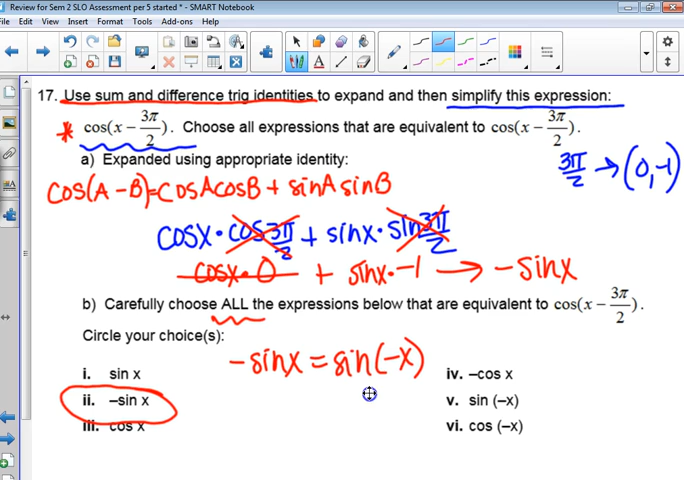 Review for Sem 2 SLO Assessment per 5 started * - SMART Notebook
File Edit View Insert Format Tools Add-ons Help
17. Use sum and difference trig identities to expand and then simplify this expression:
* cos(x − 3π/2). Choose all expressions that are equivalent to cos(x − 3π/2).
3π/2 → (0,-1)
a) Expanded using appropriate identity:
cos(A-B)=cosAcosB + sinAsinB
cosx · cos 3π/2 + sinx · sin 3π/2
cosx · 0 + sinx · -1 → -sinx
b) Carefully choose ALL the expressions below that are equivalent to cos(x − 3π/2).
Circle your choice(s):
-sinx = sin(-x)
i. sin x
ii. –sin x
iii. cos x
iv. –cos x
v. sin (–x)
vi. cos (–x)